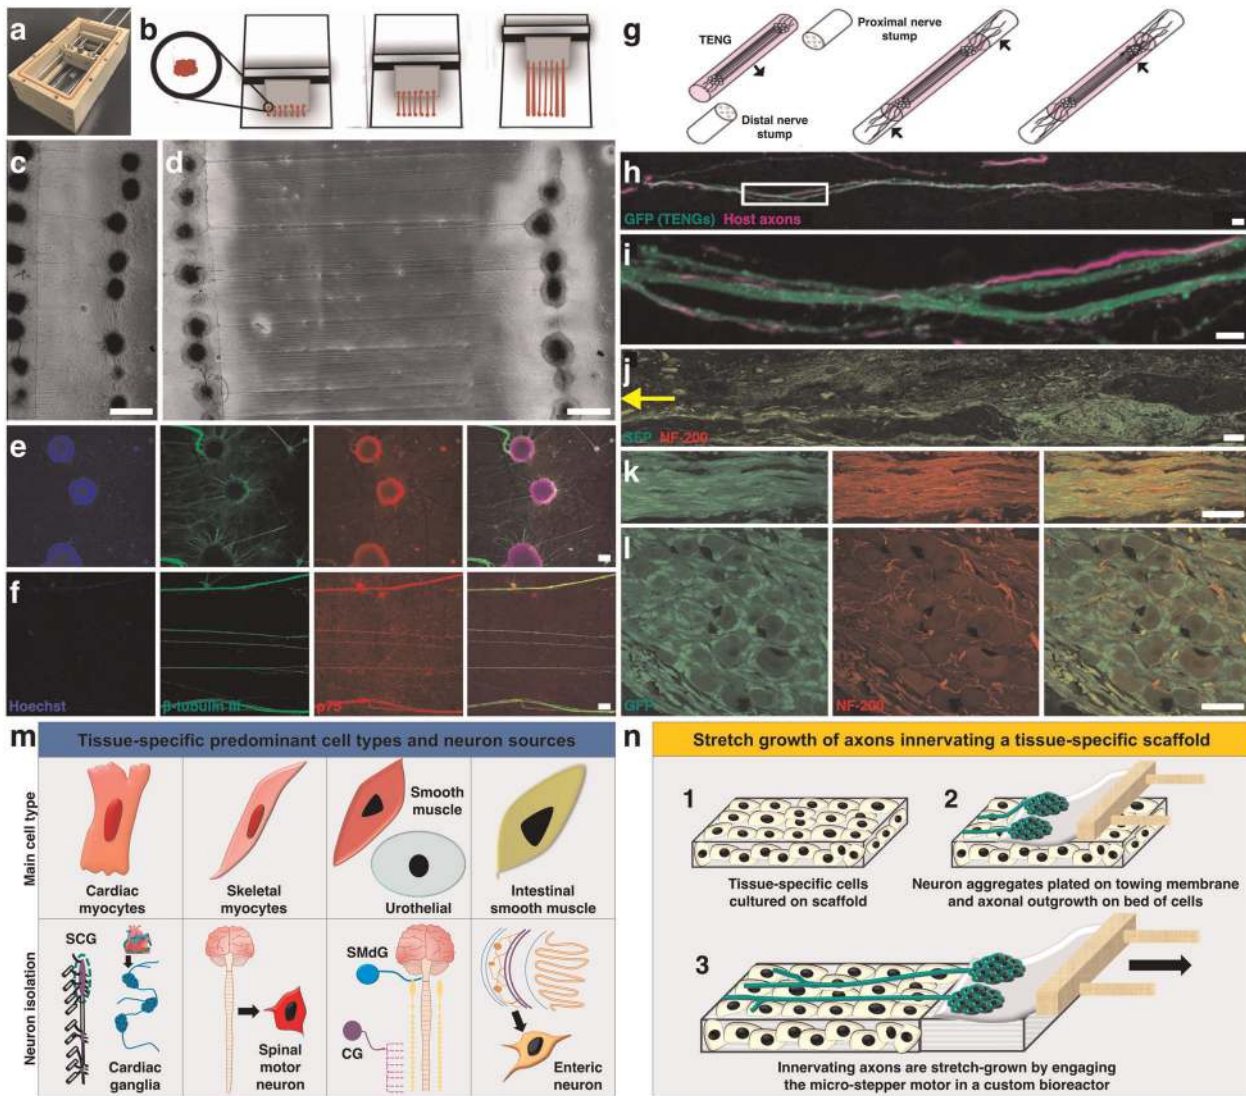 a
b
g
TENG
Proximal nerve
stump
Distal nerve
stump
c
d
h
GFP (TENGs) Host axons
i
j
GFP NF-200
e
k
f
l
Hoechst
β-tubulin III
p75
GFP
NF-200
m
Tissue-specific predominant cell types and neuron sources
Main cell type
Cardiac
myocytes
Skeletal
myocytes
Smooth
muscle
Urothelial
Intestinal
smooth muscle
Neuron isolation
SCG
Cardiac
ganglia
Spinal
motor
neuron
SMdG
CG
Enteric
neuron
n
Stretch growth of axons innervating a tissue-specific scaffold
1
Tissue-specific cells
cultured on scaffold
2
Neuron aggregates plated on towing membrane
and axonal outgrowth on bed of cells
3
Innervating axons are stretch-grown by engaging
the micro-stepper motor in a custom bioreactor